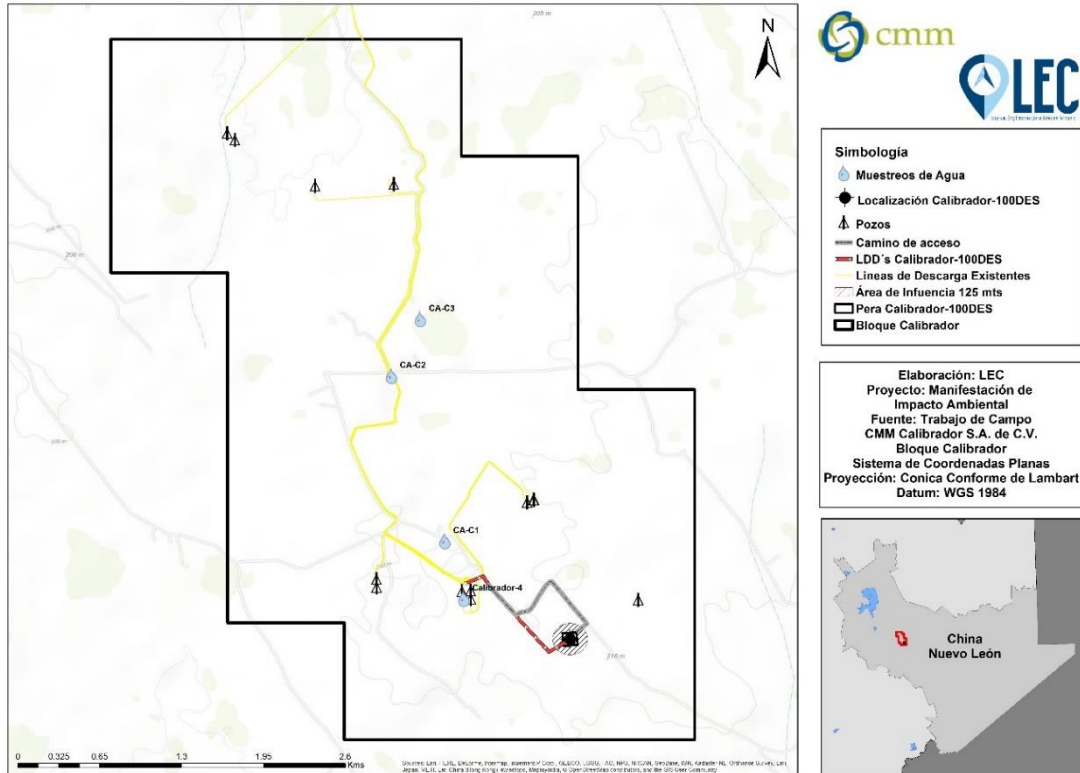 205 m
N
CA-C3
CA-C2
CA-C1
Calibrador-4
0 0.325 0.65 1.3 1.95 2.6
Kms
cmm
LEC
Simbología
Muestreos de Agua
Localización Calibrador-100DES
Pozos
Camino de acceso
LDD´s Calibrador-100DES
Lineas de Descarga Existentes
Área de Infuencia 125 mts
Pera Calibrador-100DES
Bloque Calibrador
Elaboración: LEC
Proyecto: Manifestación de
Impacto Ambiental
Fuente: Trabajo de Campo
CMM Calibrador S.A. de C.V.
Bloque Calibrador
Sistema de Coordenadas Planas
Proyección: Conica Conforme de Lambart
Datum: WGS 1984
China
Nuevo León